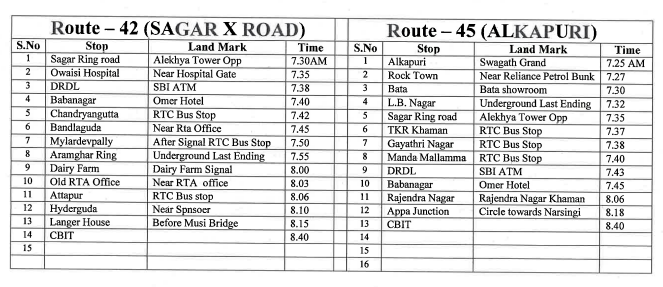 Route – 42 (SAGAR X ROAD) Route – 45 (ALKAPURI)
S.No Stop Land Mark Time S.No Stop Land Mark Time
1 Sagar Ring road Alekhya Tower Opp 7.30AM 1 Alkapuri Swagath Grand 7.25 AM
2 Owaisi Hospital Near Hospital Gate 7.35 2 Rock Town Near Reliance Petrol Bunk 7.27
3 DRDL SBI ATM 7.38 3 Bata Bata showroom 7.30
4 Babanagar Omer Hotel 7.40 4 L.B. Nagar Underground Last Ending 7.32
5 Chandryangutta RTC Bus Stop 7.42 5 Sagar Ring road Alekhya Tower Opp 7.35
6 Bandlaguda Near Rta Office 7.45 6 TKR Khaman RTC Bus Stop 7.37
7 Mylardevpally After Signal RTC Bus Stop 7.50 7 Gayathri Nagar RTC Bus Stop 7.38
8 Aramghar Ring Underground Last Ending 7.55 8 Manda Mallamma RTC Bus Stop 7.40
9 Dairy Farm Dairy Farm Signal 8.00 9 DRDL SBI ATM 7.43
10 Old RTA Office Near RTA office 8.03 10 Babanagar Omer Hotel 7.45
11 Attapur RTC Bus stop 8.06 11 Rajendra Nagar Rajendra Nagar Khaman 8.06
12 Hyderguda Near Spnsoer 8.10 12 Appa Junction Circle towards Narsingi 8.18
13 Langer House Before Musi Bridge 8.15 13 CBIT 8.40
14 CBIT 8.40 14
15 15
16